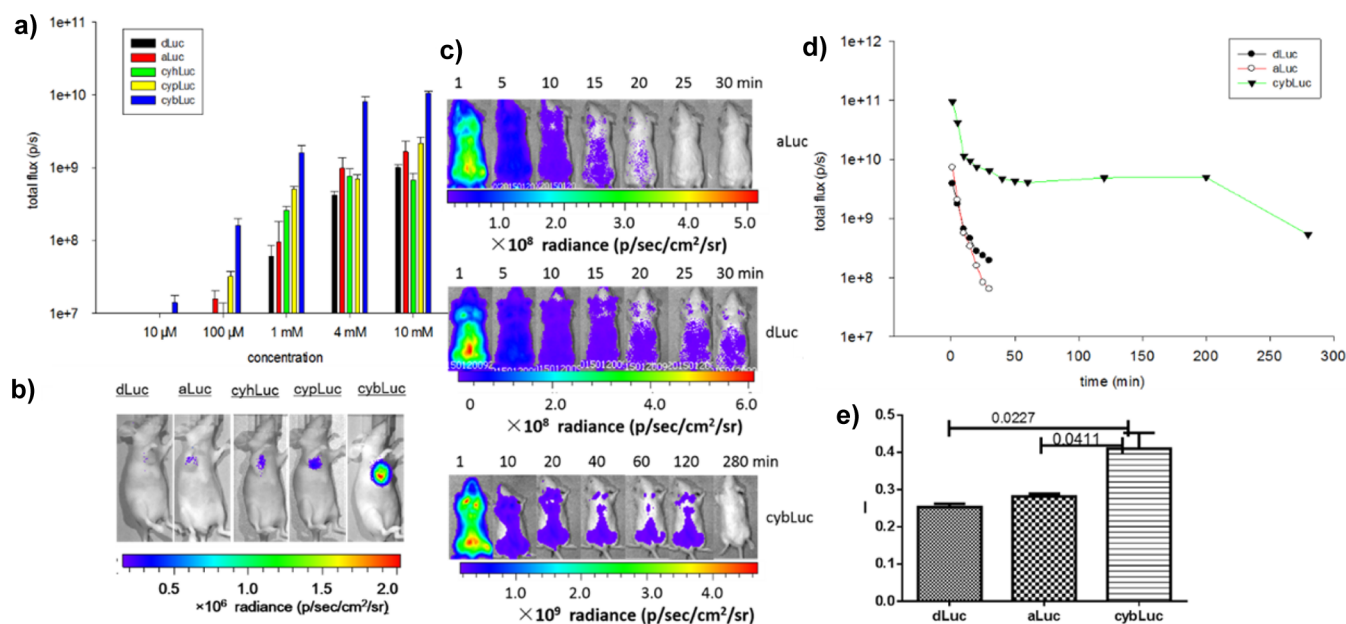 a)
1e+11
1e+10
1e+9
1e+8
1e+7
total flux (p/s)
dLuc
aLuc
cyhLuc
cypLuc
cybLuc
10 µM
100 µM
1 mM
4 mM
10 mM
concentration
b)
dLuc aLuc cyhLuc cypLuc cybLuc
0.5 1.0 1.5 2.0
×10⁶ radiance (p/sec/cm²/sr)
c)
1 5 10 15 20 25 30 min
aLuc
1.0 2.0 3.0 4.0 5.0
×10⁸ radiance (p/sec/cm²/sr)
1 5 10 15 20 25 30 min
dLuc
0 2.0 4.0 6.0
×10⁸ radiance (p/sec/cm²/sr)
1 10 20 40 60 120 280 min
cybLuc
1.0 2.0 3.0 4.0
×10⁹ radiance (p/sec/cm²/sr)
d)
1e+12
1e+11
1e+10
1e+9
1e+8
1e+7
total flux (p/s)
dLuc
aLuc
cybLuc
0 50 100 150 200 250 300
time (min)
e)
0.5
0.4
0.3
0.2
0.1
0.0
I
0.0227
0.0411
dLuc aLuc cybLuc